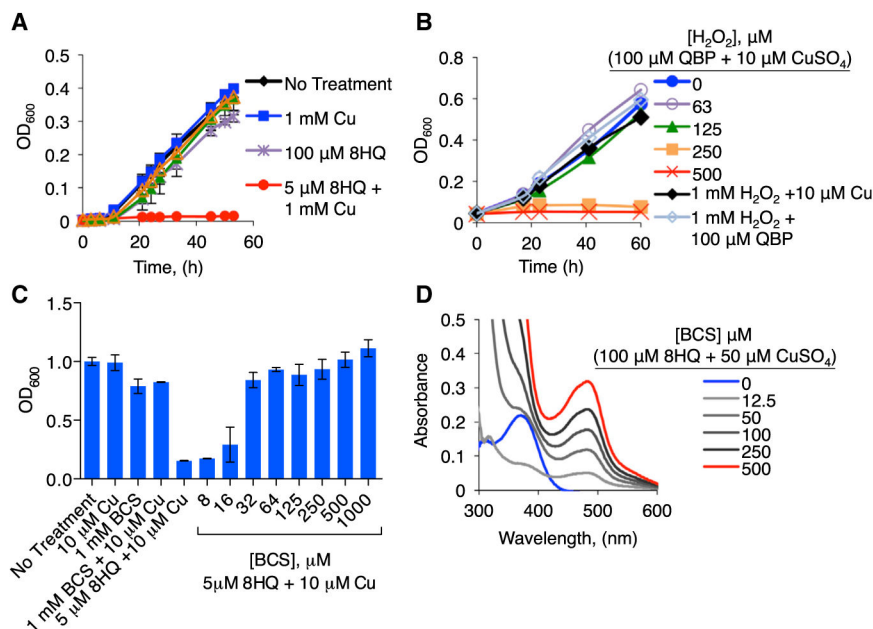 A
0.5
0.4
0.3
0.2
0.1
0
OD600
0
20
40
60
Time, (h)
No Treatment
1 mM Cu
100 µM 8HQ
5 µM 8HQ +
1 mM Cu
B
0.8
0.6
0.4
0.2
0
OD600
0
20
40
60
Time (h)
[H2O2], µM
(100 µM QBP + 10 µM CuSO4)
0
63
125
250
500
1 mM H2O2 +10 µM Cu
1 mM H2O2 +
100 µM QBP
C
1.5
1.0
0.5
0.0
OD600
No Treatment
10 µM Cu
1 mM BCS
1 mM BCS + 10 µM Cu
5 µM 8HQ +10 µM Cu
8
16
32
64
125
250
500
1000
[BCS], µM
5µM 8HQ + 10 µM Cu
D
0.5
0.4
0.3
0.2
0.1
0
Absorbance
300
400
500
600
Wavelength, (nm)
[BCS] µM
(100 µM 8HQ + 50 µM CuSO4)
0
12.5
50
100
250
500